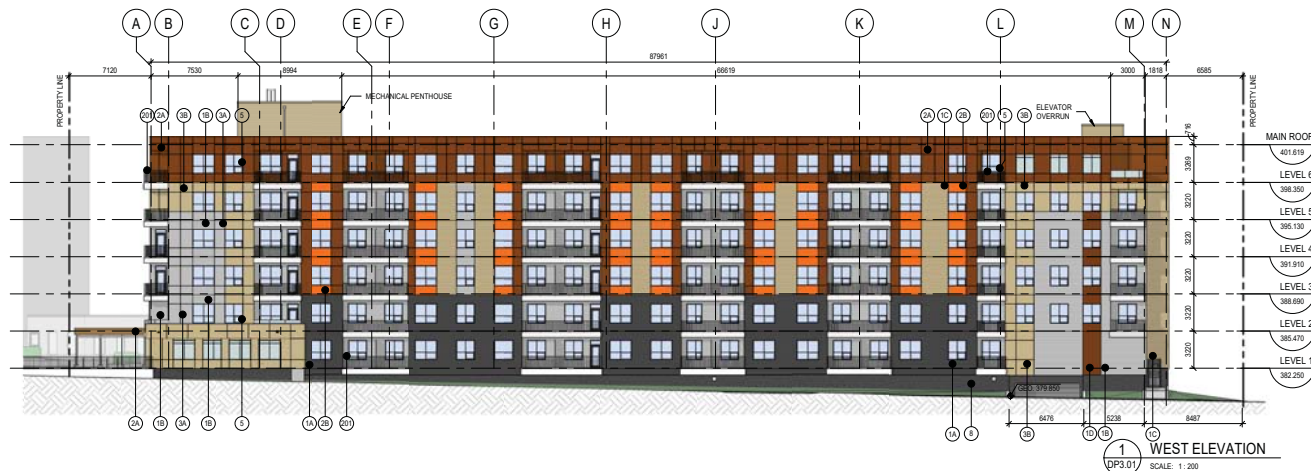 A B C D E F G H J K L M N
87961
7120 7530 8994 66619 3000 1818 6585
PROPERTY LINE
MECHANICAL PENTHOUSE
ELEVATOR
OVERRUN
PROPERTY LINE
201 2A 3B 1B 3A 5 2A 1C 2B 201 5 3B
716
MAIN ROOF
401.619
3269
LEVEL 6
398.350
3220
LEVEL 5
395.130
3220
LEVEL 4
391.910
3220
LEVEL 3
388.690
3220
LEVEL 2
385.470
3220
LEVEL 1
382.250
GEO. 379.850
6476 5238 8487
2A 1B 3A 1B 5 1A 2B 201 1A 8 3B 1D 1B 1C
1 WEST ELEVATION
DP3.01 SCALE: 1 : 200